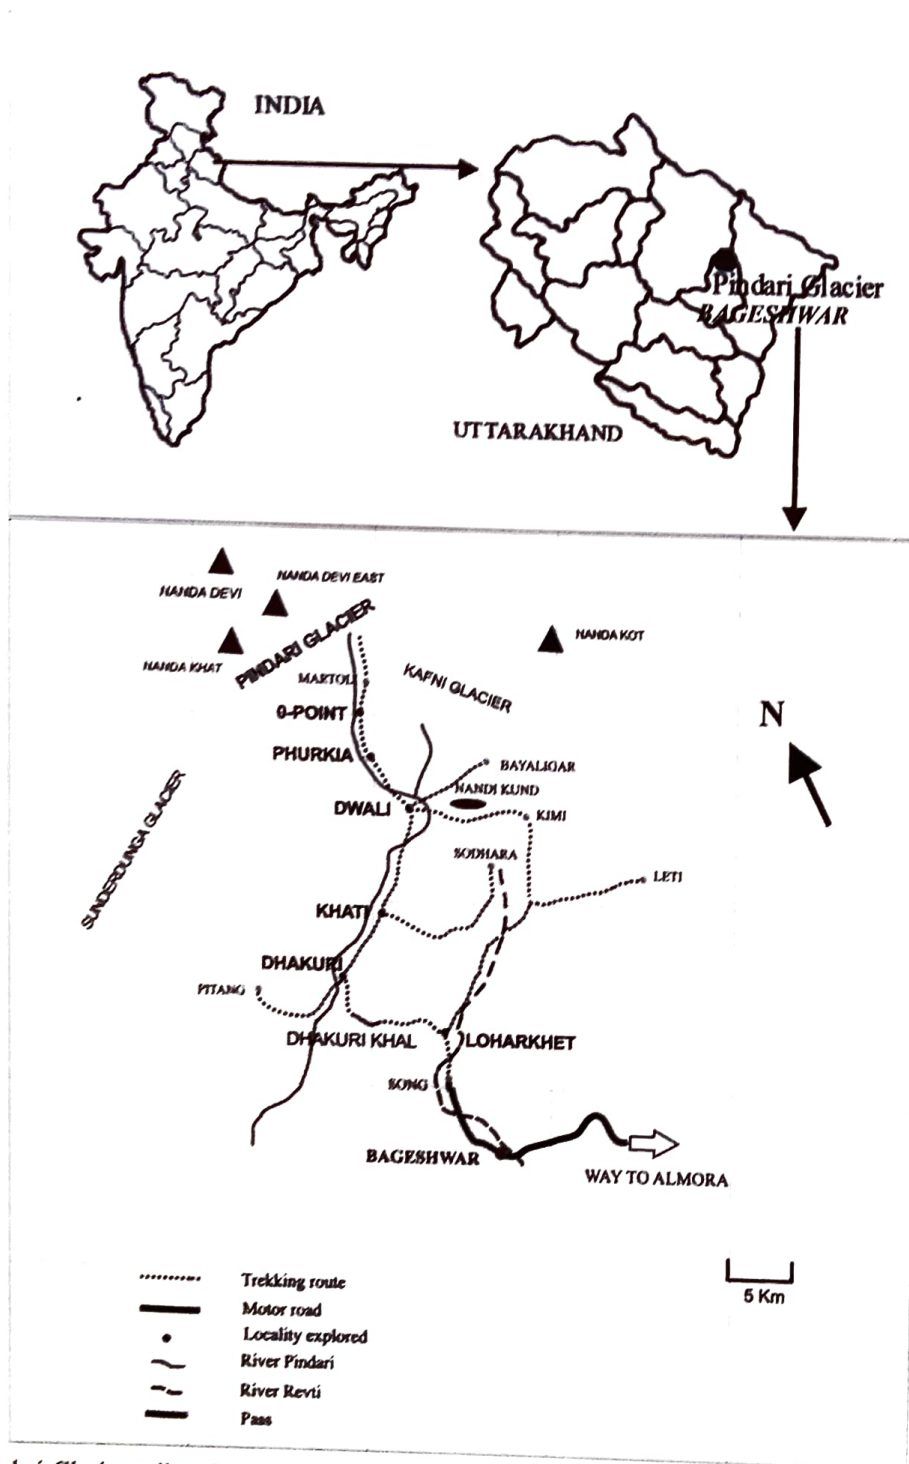 INDIA
Pindari Glacier
BAGESHWAR
UTTARAKHAND
NANDA DEVI EAST
NANDA DEVI
NANDA KOT
NANDA KHAT
PINDARI GLACIER
MARTOLI
KAFNI GLACIER
0-POINT
N
PHURKIA
BAYALIGAR
SUNDERDUNGA GLACIER
NANDI KUND
DWALI
KIMI
SODHARA
LETI
KHATI
DHAKURI
PITANG
DHAKURI KHAL
LOHARKHET
SONG
BAGESHWAR
WAY TO ALMORA
Trekking route
Motor road
Locality explored
River Pindari
River Revti
Pass
5 Km